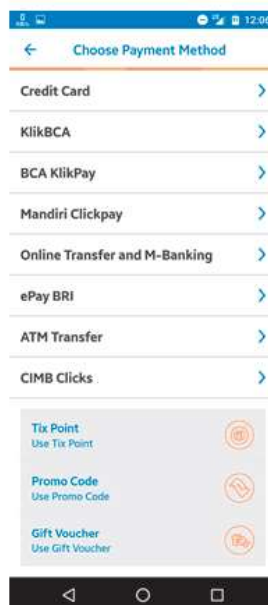 12:06
Choose Payment Method
Credit Card
KlikBCA
BCA KlikPay
Mandiri Clickpay
Online Transfer and M-Banking
ePay BRI
ATM Transfer
CIMB Clicks
Tix Point
Use Tix Point
Promo Code
Use Promo Code
Gift Voucher
Use Gift Voucher